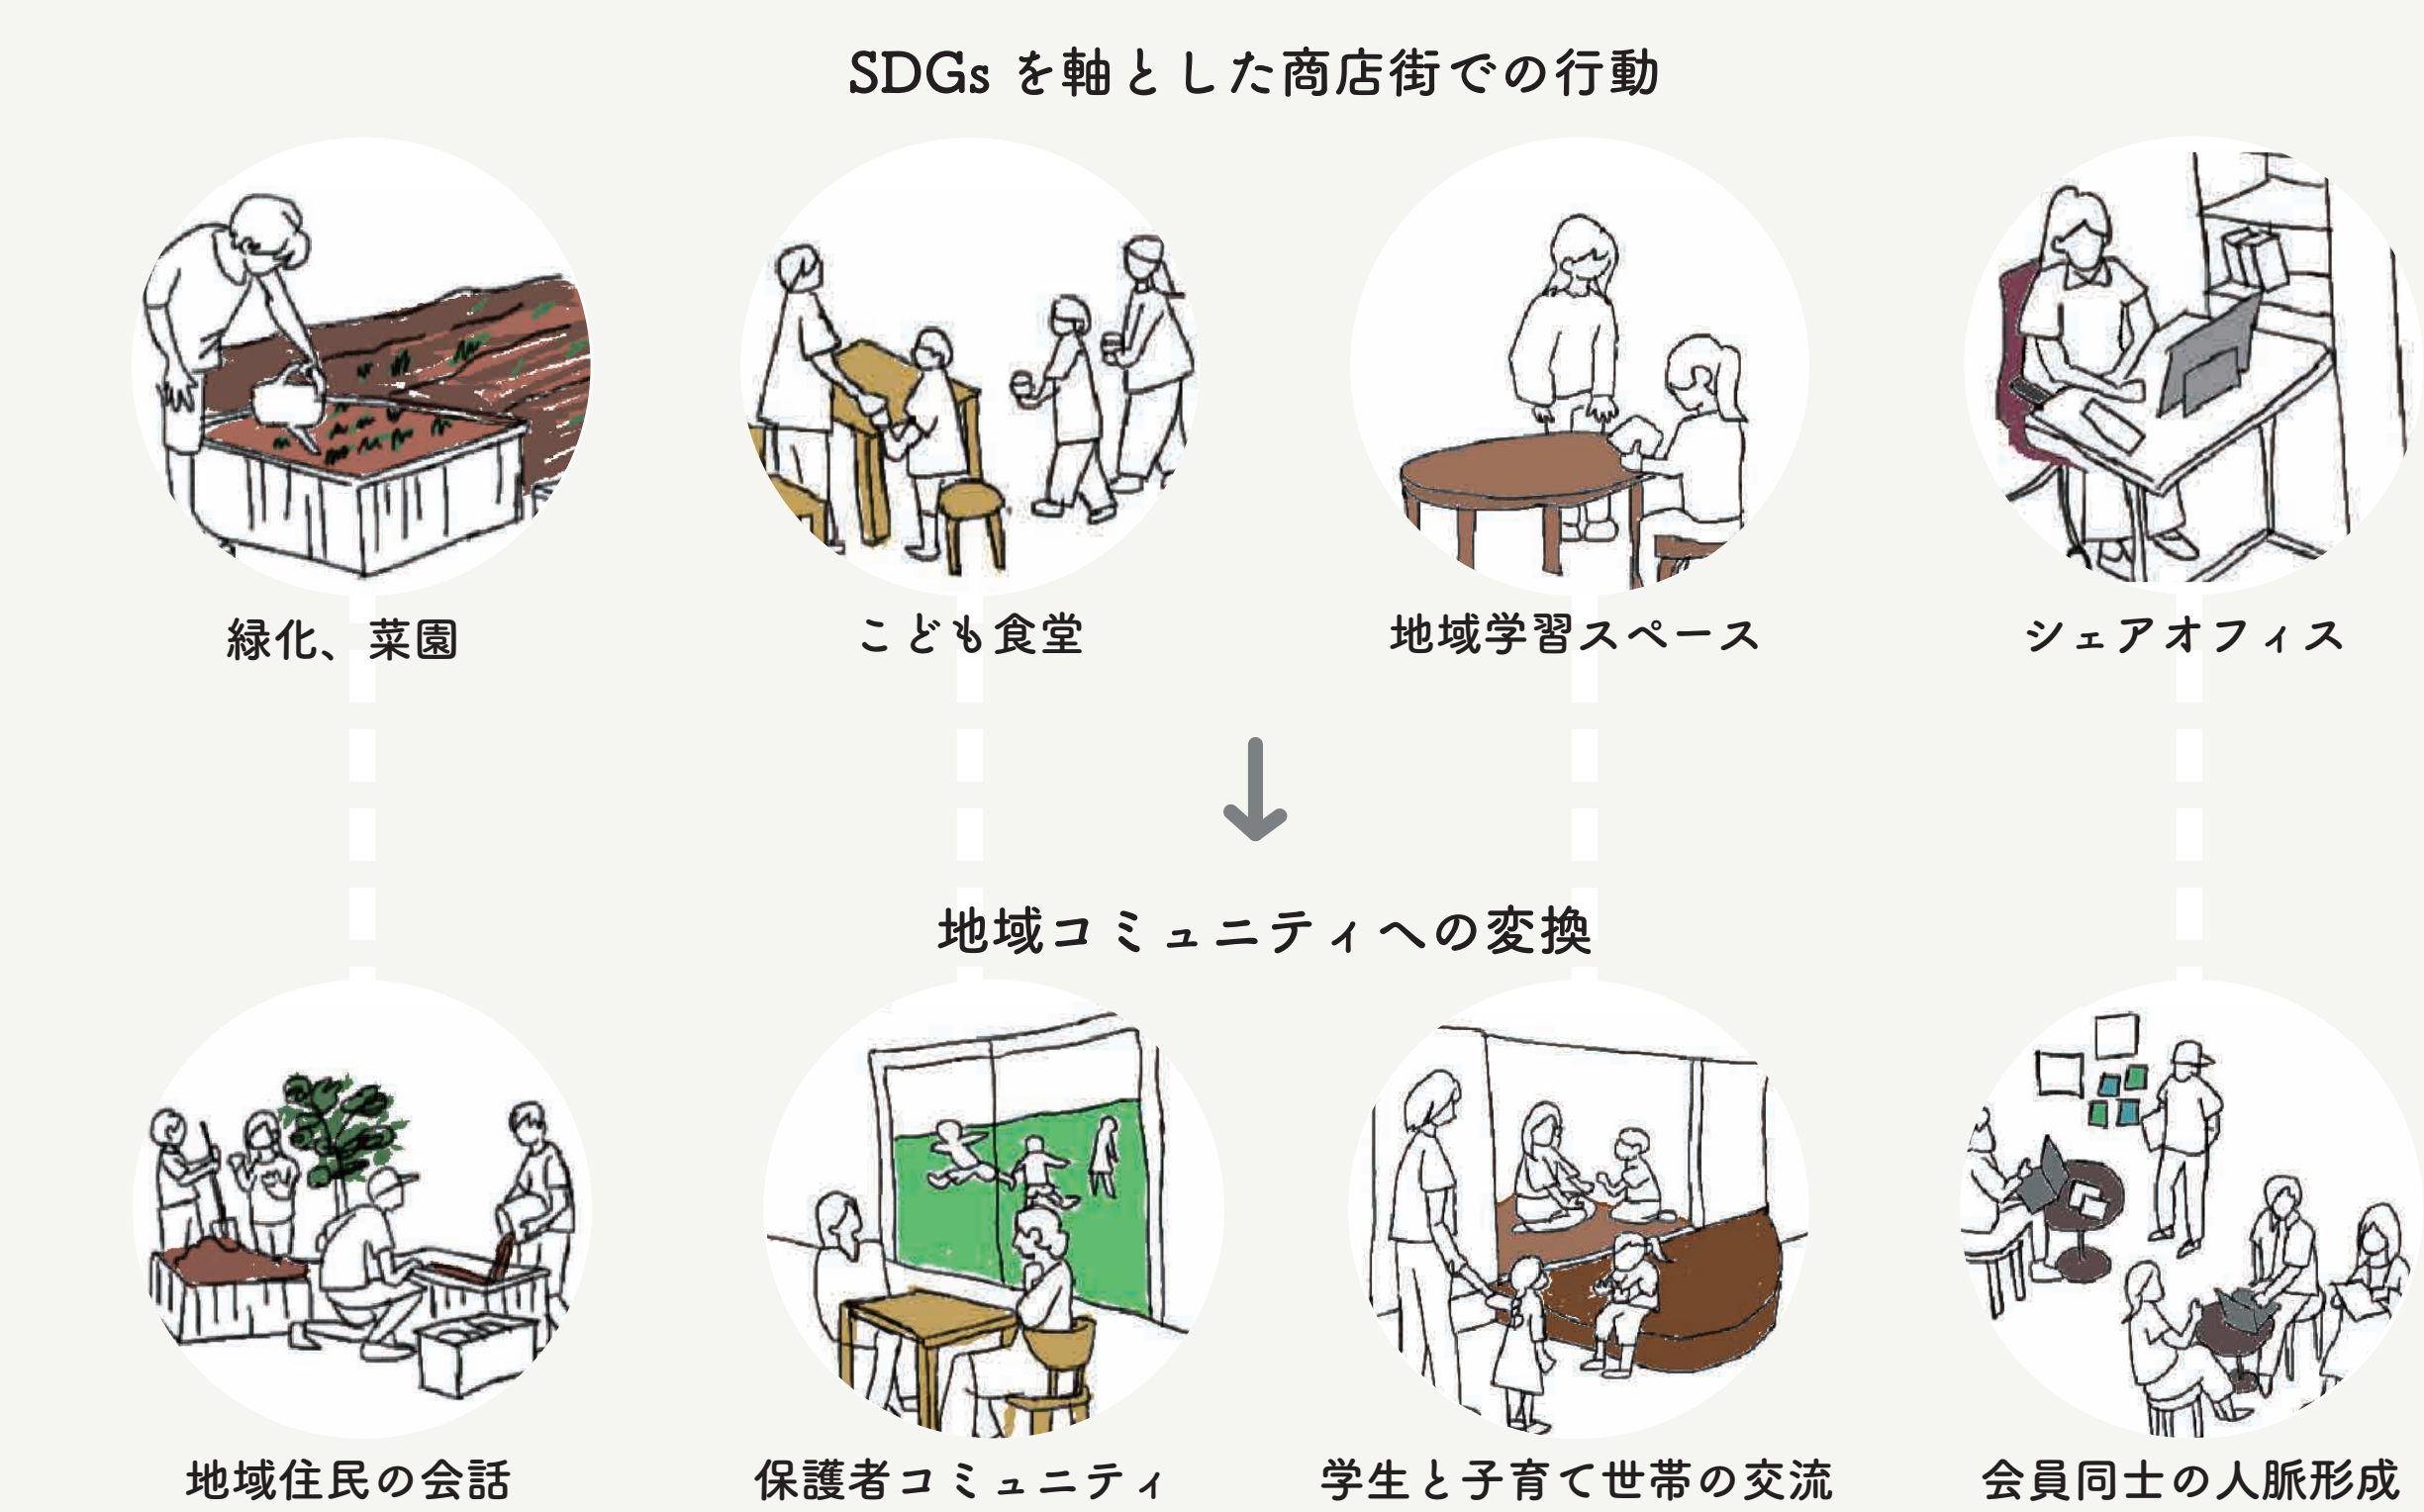 SDGs を軸とした商店街での行動
緑化、菜園
こども食堂
地域学習スペース
シェアオフィス
地域コミュニティへの変換
地域住民の会話
保護者コミュニティ
学生と子育て世帯の交流
会員同士の人脈形成